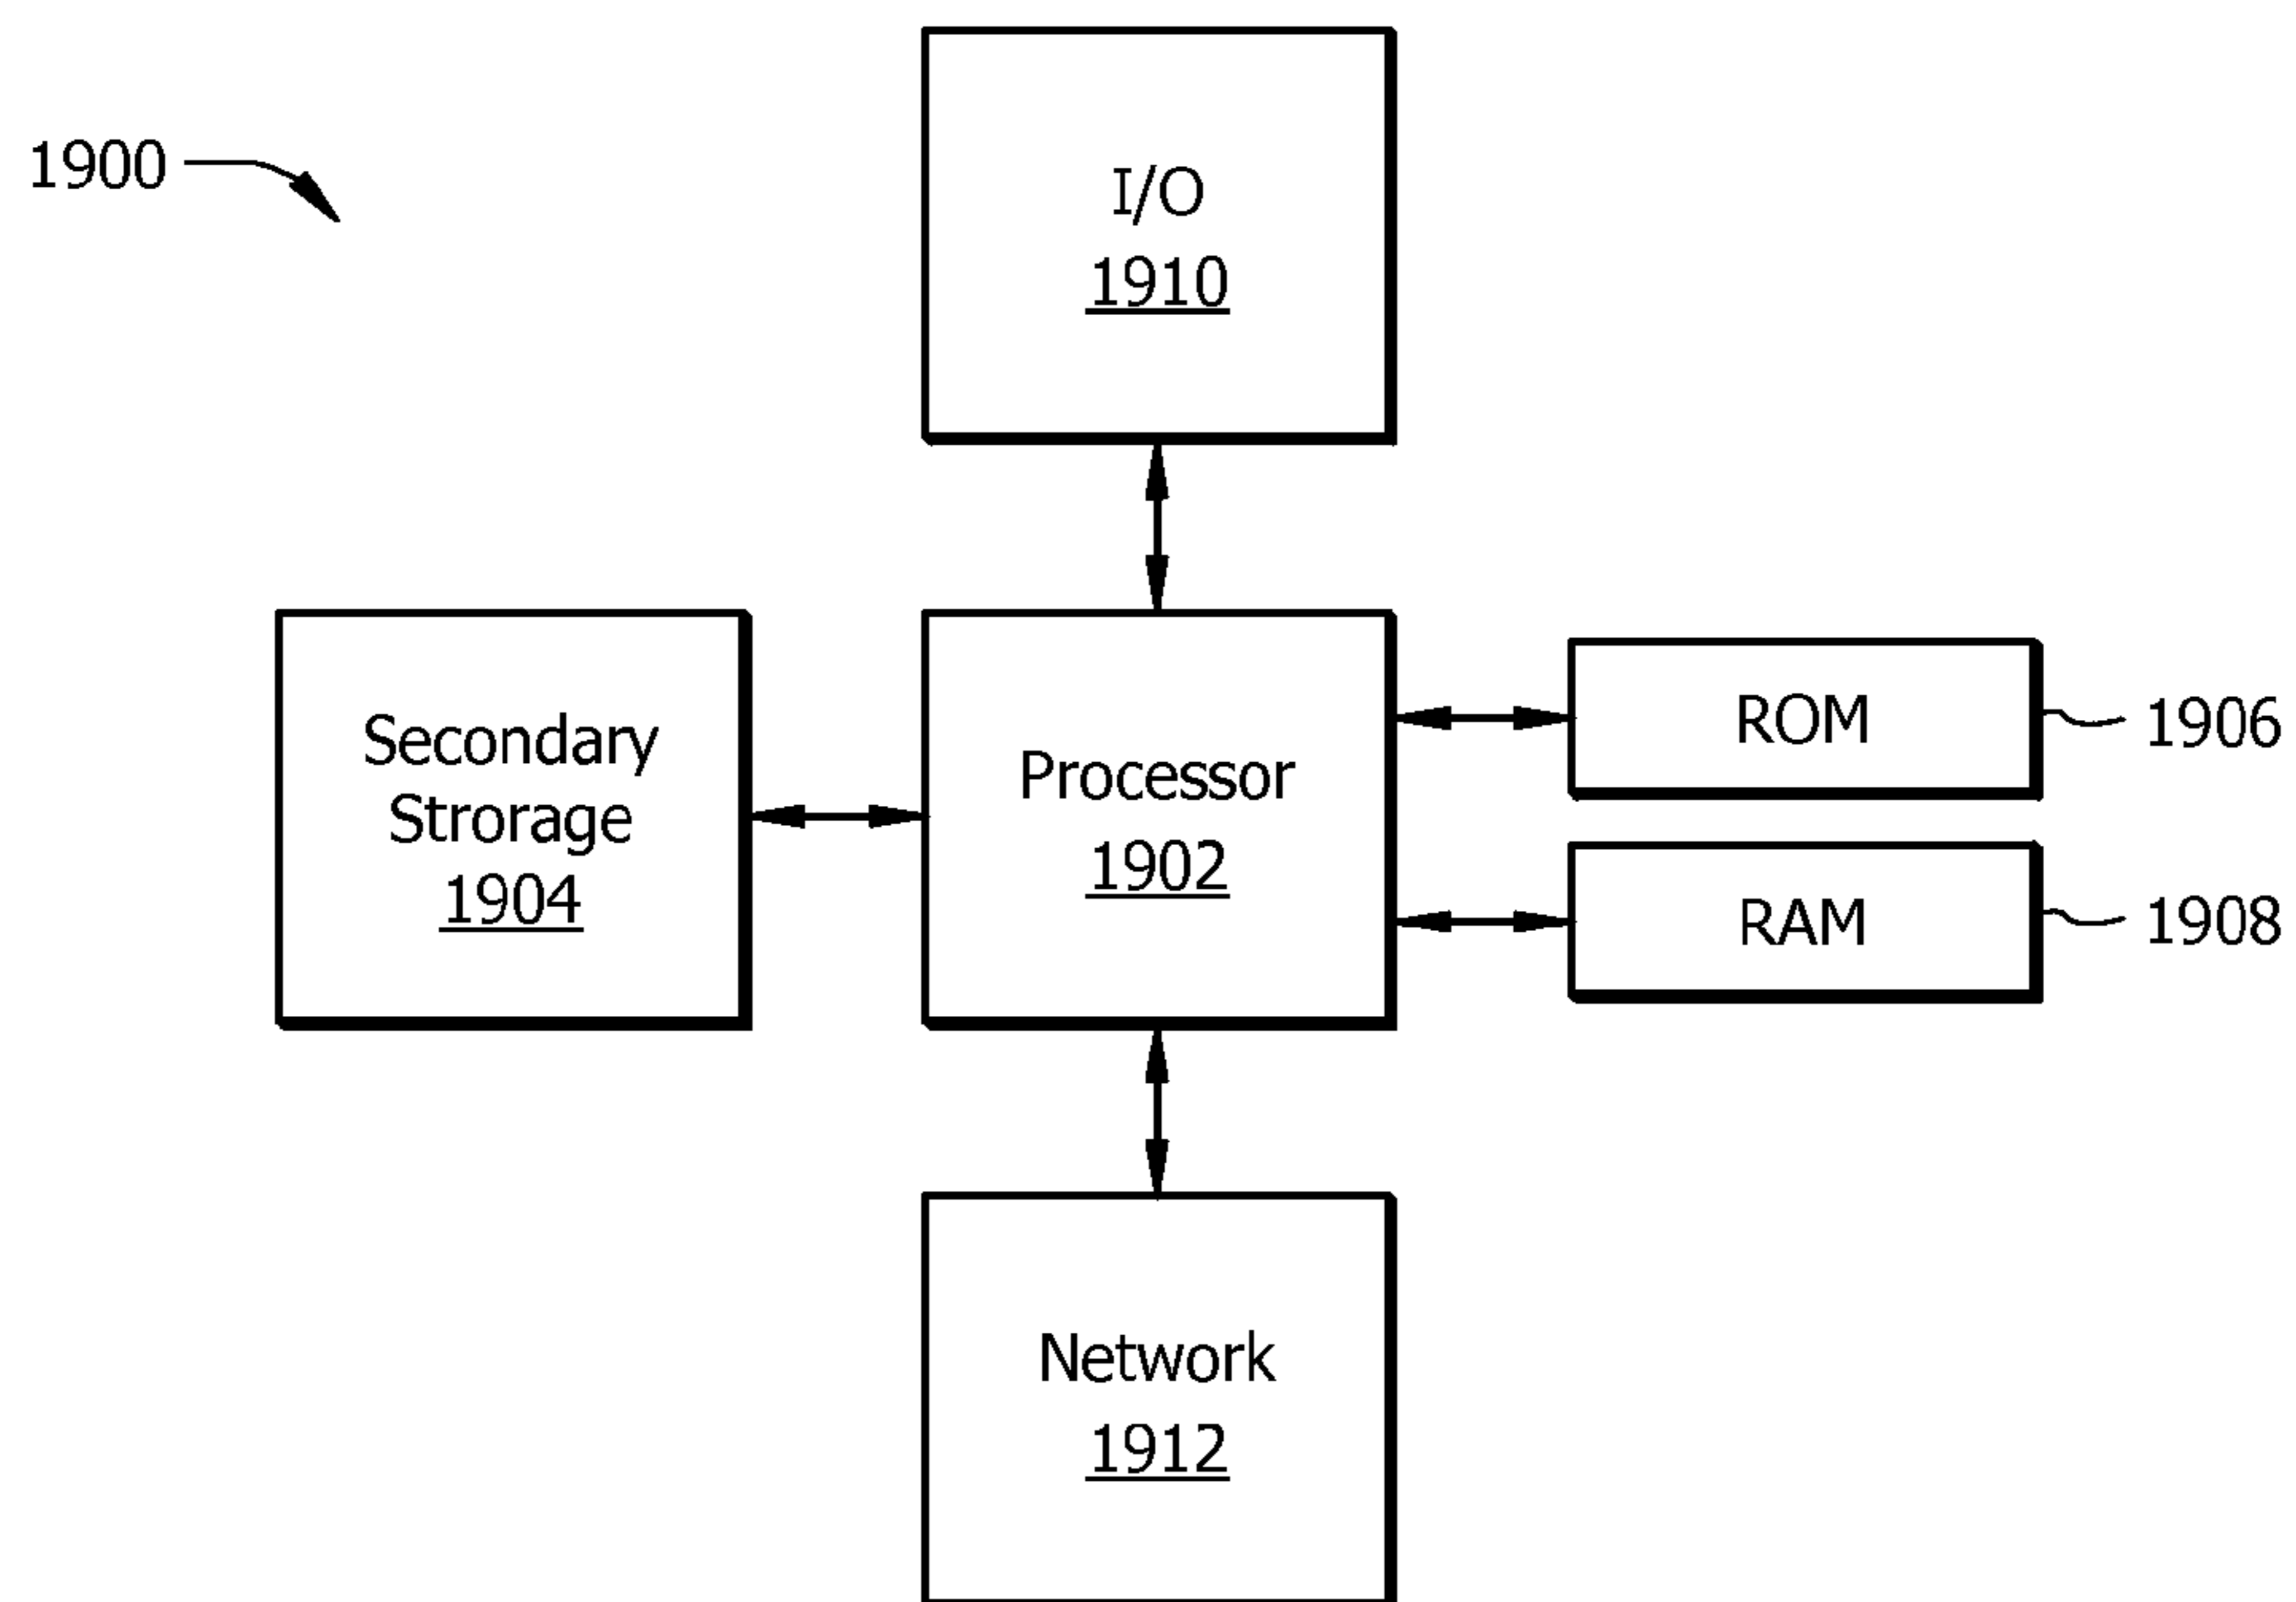 1900
I/O
1910
Secondary
Strorage
1904
Processor
1902
ROM
1906
RAM
1908
Network
1912